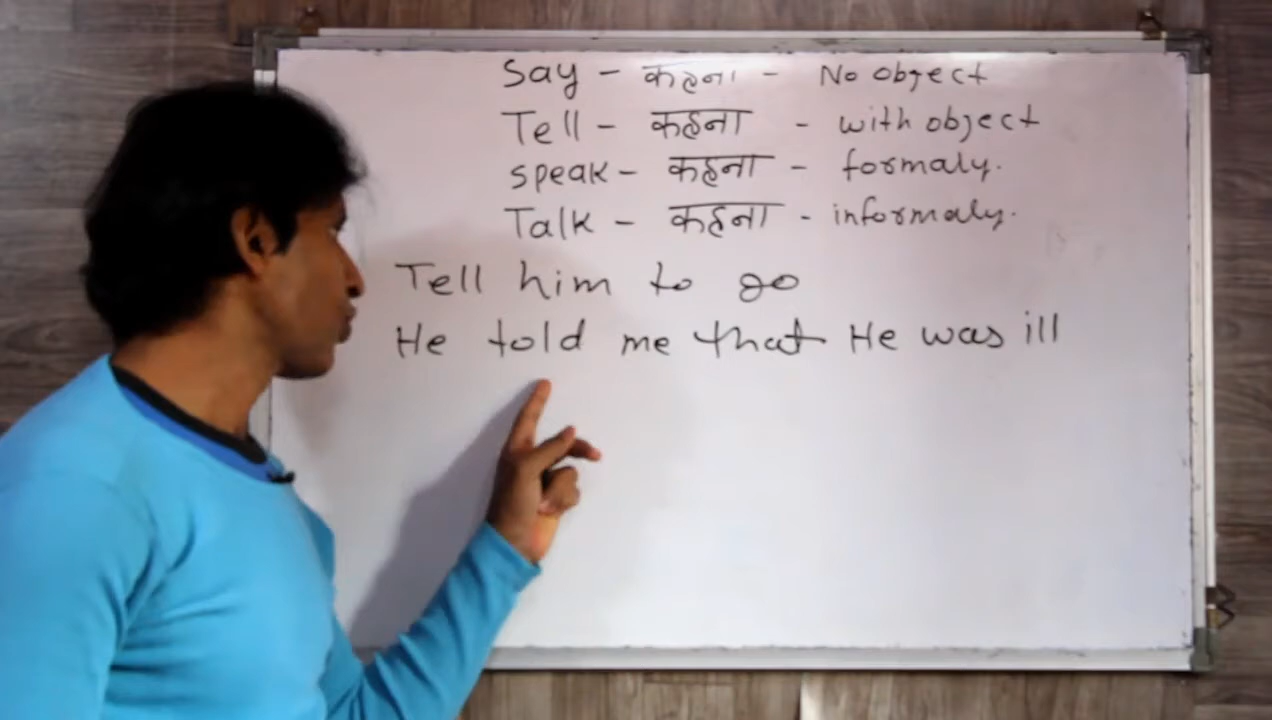 Say - कहना - No object
Tell - कहना - with object
speak - कहना - formaly.
Talk - कहना - informaly.
Tell him to go
He told me that He was ill